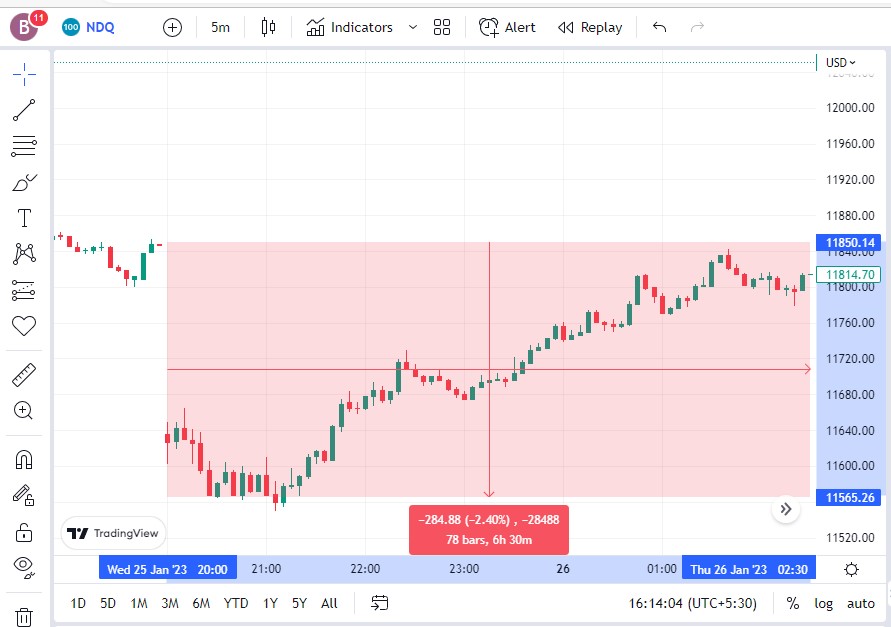 B 11 100 NDQ 5m Indicators Alert Replay
USD
12000.00
11960.00
11920.00
11880.00
11850.14
11840.00
11814.70
11800.00
11760.00
11720.00
11680.00
11640.00
11600.00
11565.26
11520.00
−284.88 (−2.40%) , −28488
78 bars, 6h 30m
TradingView
Wed 25 Jan '23 20:00 21:00 22:00 23:00 26 01:00 Thu 26 Jan '23 02:30
1D 5D 1M 3M 6M YTD 1Y 5Y All 16:14:04 (UTC+5:30) % log auto